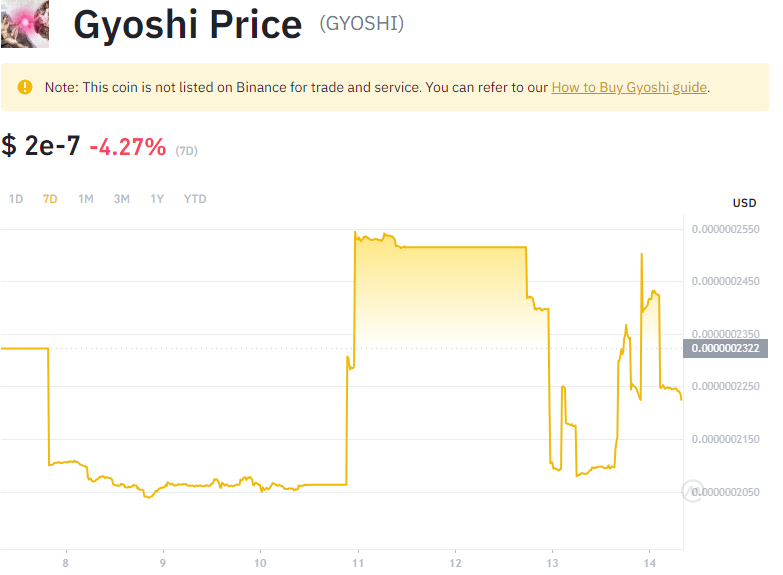 Gyoshi Price (GYOSHI)
Note: This coin is not listed on Binance for trade and service. You can refer to our How to Buy Gyoshi guide.
$ 2e-7 -4.27% (7D)
1D 7D 1M 3M 1Y YTD
USD
0.0000002550
0.0000002450
0.0000002350
0.0000002322
0.0000002250
0.0000002150
0.0000002050
8 9 10 11 12 13 14